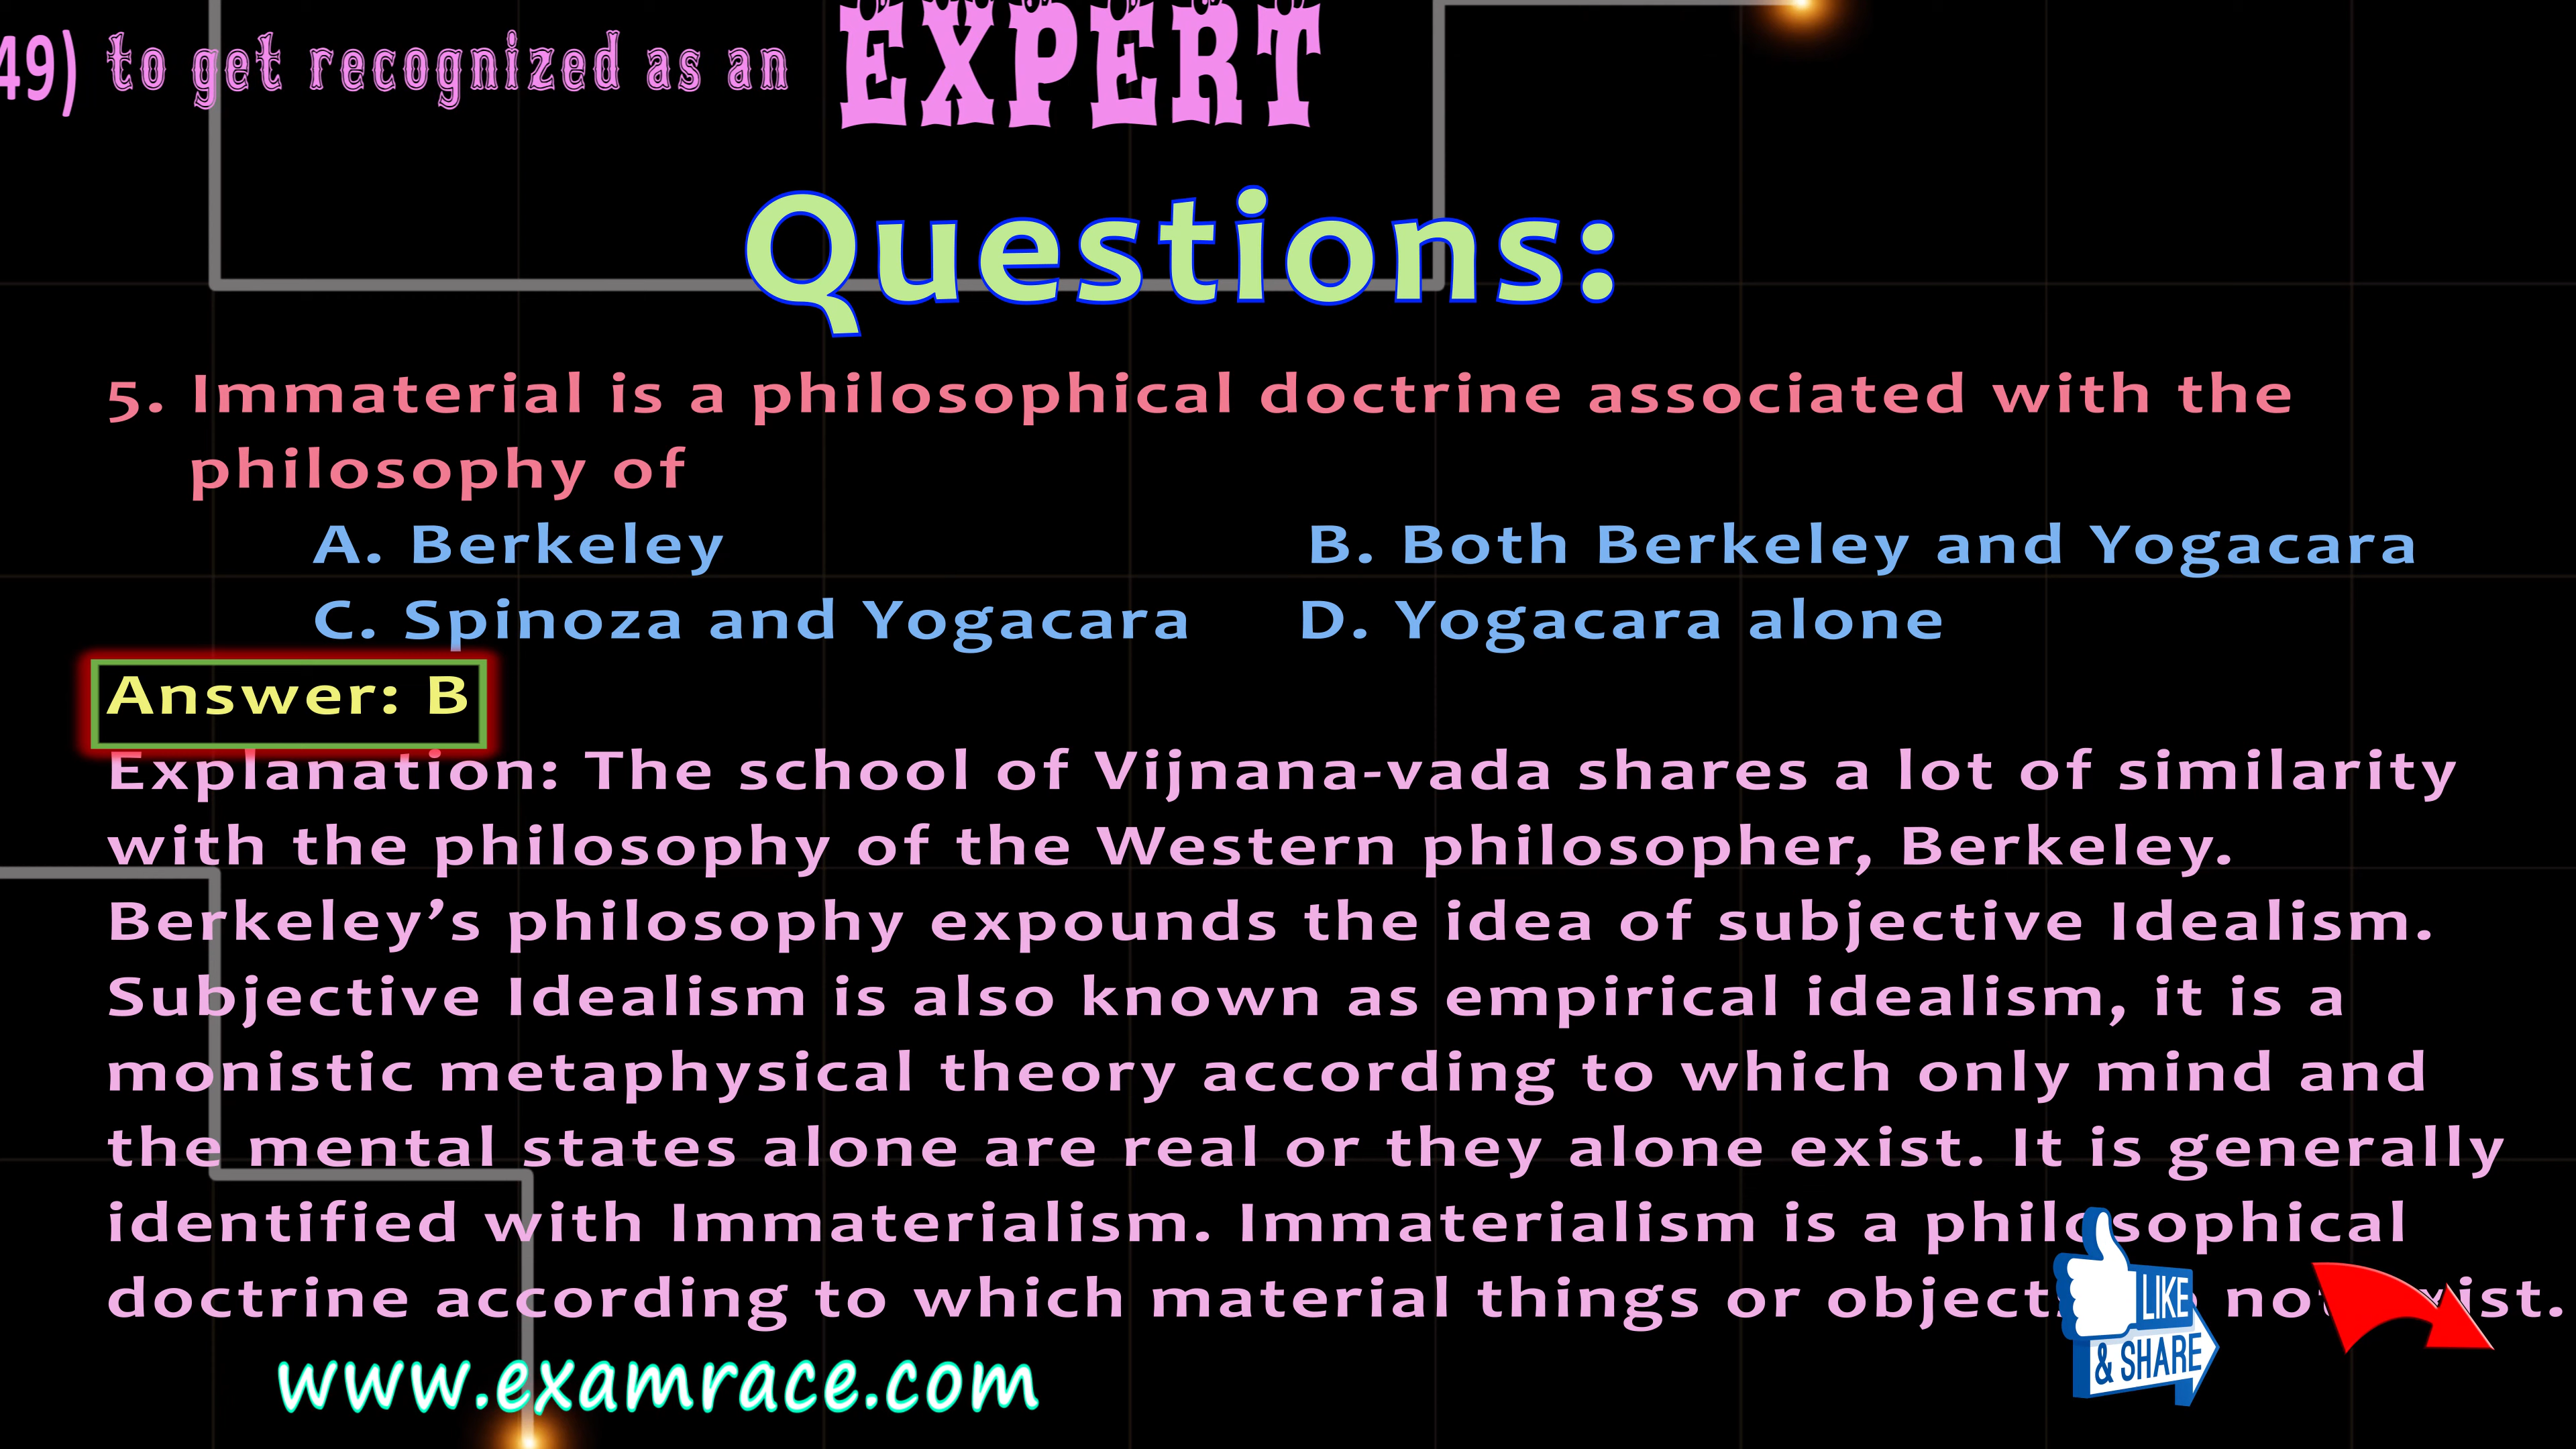 49) to get recognized as an EXPERT
Questions:
5. Immaterial is a philosophical doctrine associated with the
philosophy of
A. Berkeley B. Both Berkeley and Yogacara
C. Spinoza and Yogacara D. Yogacara alone
Answer: B
Explanation: The school of Vijnana-vada shares a lot of similarity
with the philosophy of the Western philosopher, Berkeley.
Berkeley’s philosophy expounds the idea of subjective Idealism.
Subjective Idealism is also known as empirical idealism, it is a
monistic metaphysical theory according to which only mind and
the mental states alone are real or they alone exist. It is generally
identified with Immaterialism. Immaterialism is a philosophical
doctrine according to which material things or objects not exist.
LIKE
& SHARE
www.examrace.com